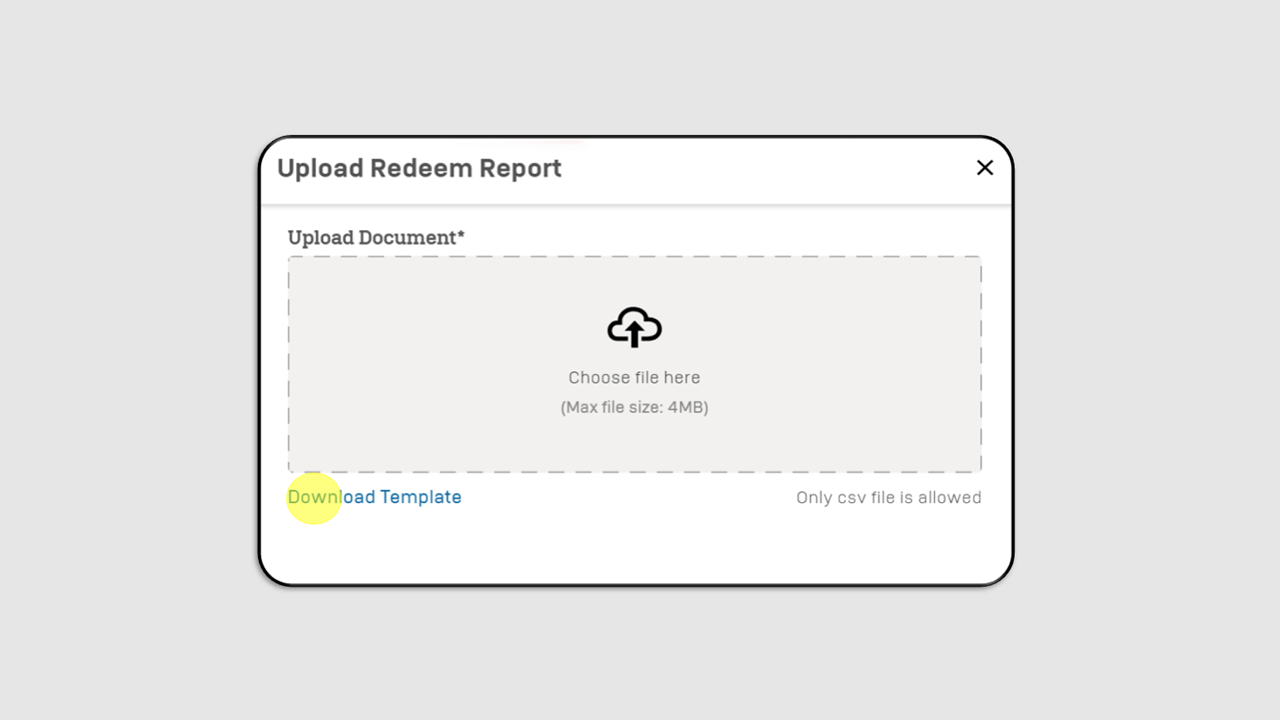 Upload Redeem Report
Upload Document*
Choose file here
(Max file size: 4MB)
Download Template
Only csv file is allowed